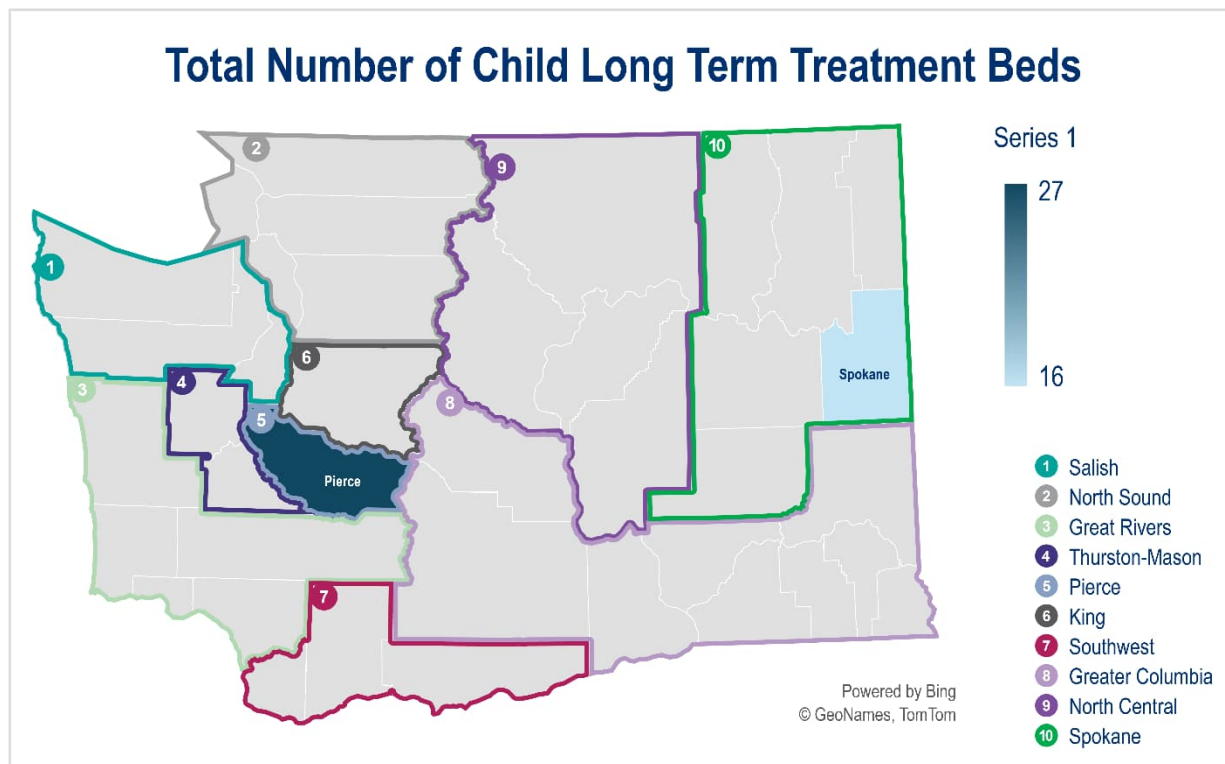 Total Number of Child Long Term Treatment Beds
Series 1
27
16
2
9
10
1
6
Spokane
3
4
8
5
Pierce
7
1 Salish
2 North Sound
3 Great Rivers
4 Thurston-Mason
5 Pierce
6 King
7 Southwest
8 Greater Columbia
9 North Central
10 Spokane
Powered by Bing
© GeoNames, TomTom